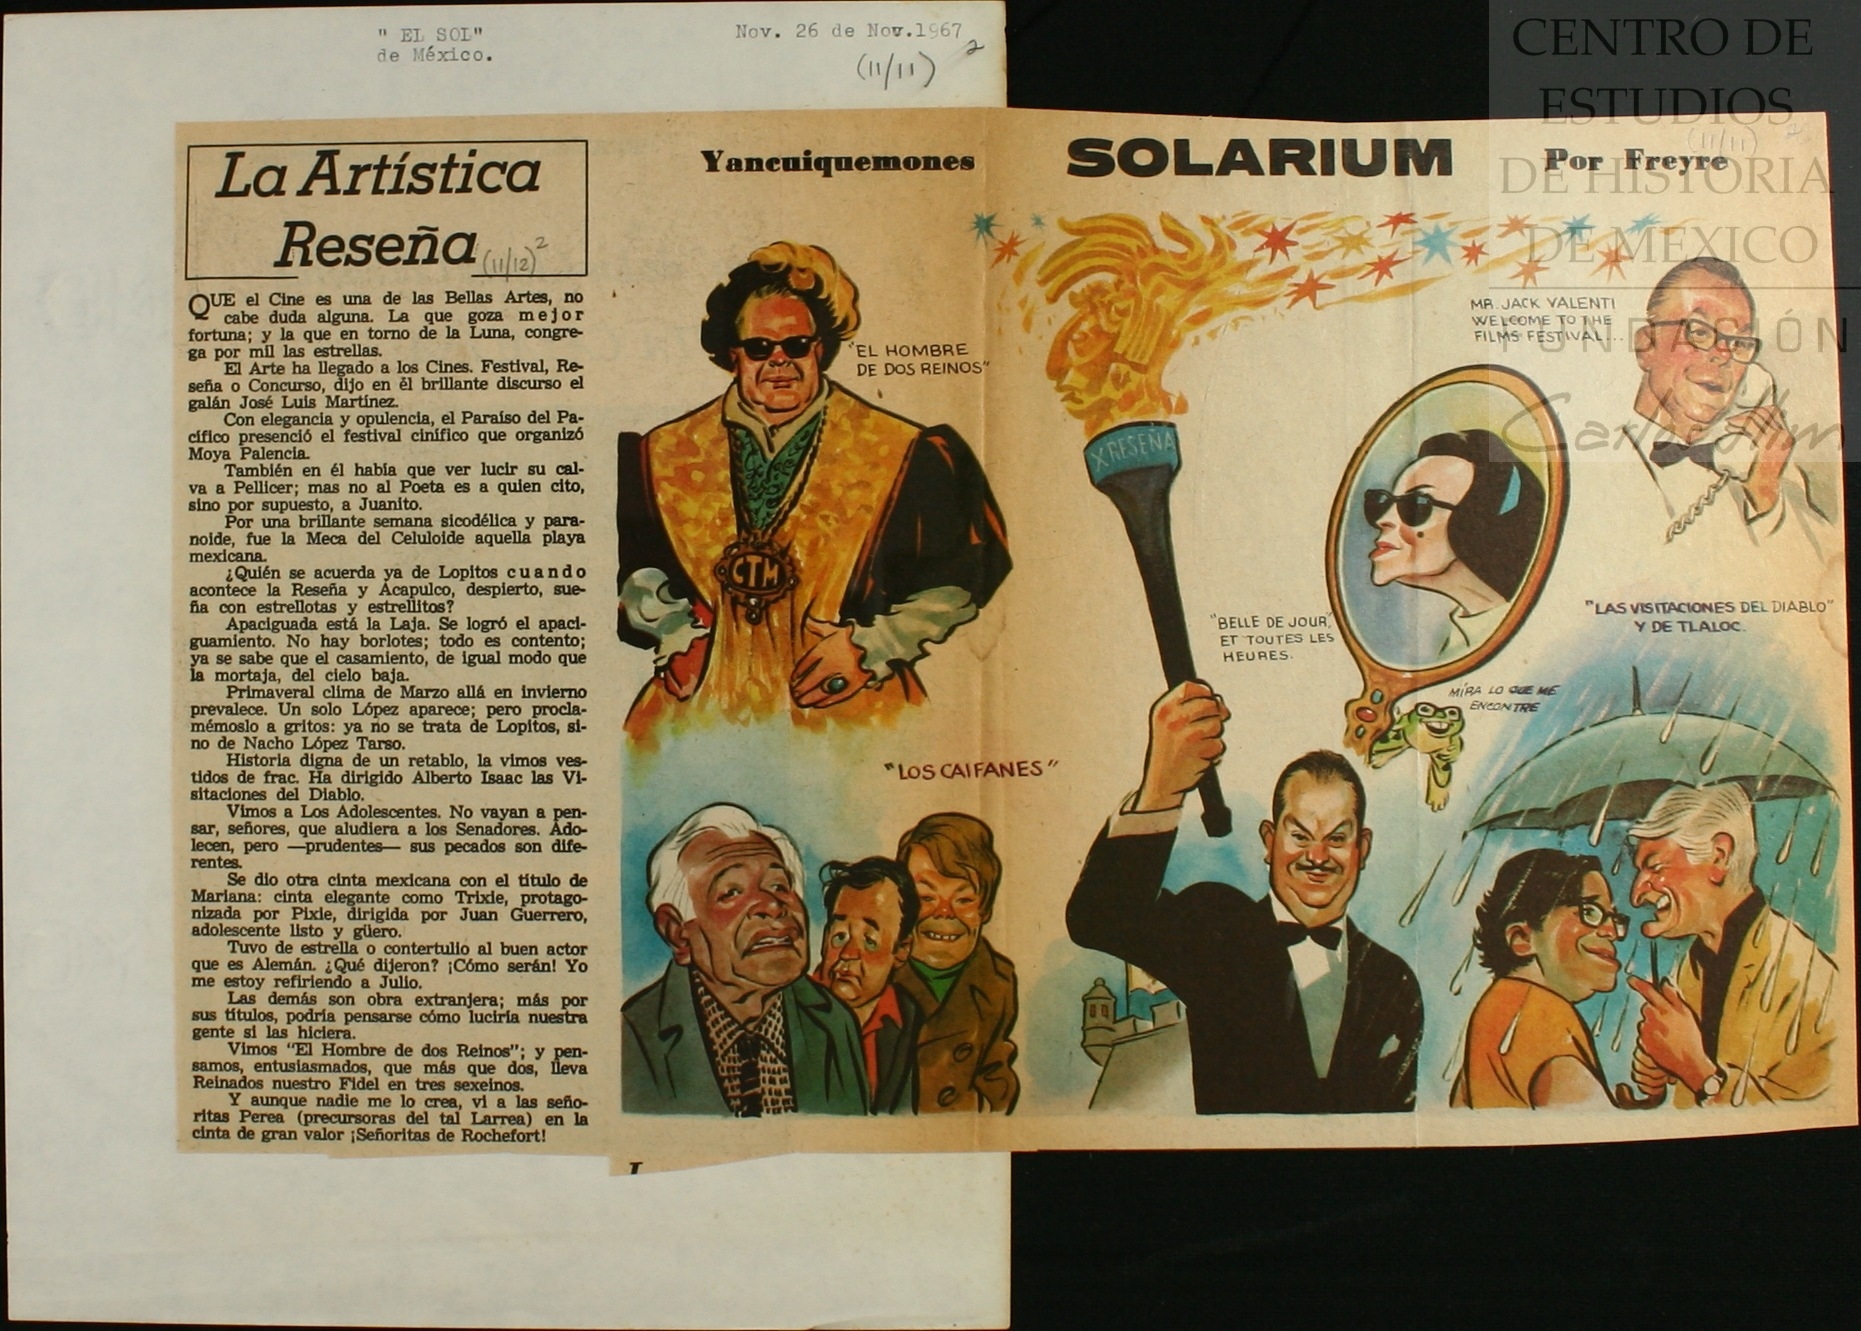 " EL SOL"
de México.
Nov. 26 de Nov.1967
2
(11/11)
CENTRO DE
ESTUDIOS
DE HISTORIA
DE MÉXICO
FUNDACIÓN
Carlos Slim
La Artística
Reseña
(11/12) 2
QUE el Cine es una de las Bellas Artes, no
cabe duda alguna. La que goza mejor
fortuna; y la que en torno de la Luna, congre-
ga por mil las estrellas.
El Arte ha llegado a los Cines. Festival, Re-
seña o Concurso, dijo en él brillante discurso el
galán José Luis Martínez.
Con elegancia y opulencia, el Paraíso del Pa-
cífico presenció el festival cinífico que organizó
Moya Palencia.
También en él había que ver lucir su cal-
va a Pellicer; mas no al Poeta es a quien cito,
sino por supuesto, a Juanito.
Por una brillante semana sicodélica y para-
noide, fue la Meca del Celuloide aquella playa
mexicana.
¿Quién se acuerda ya de Lopitos cuando
acontece la Reseña y Acapulco, despierto, sue-
ña con estrellotas y estrellitos?
Apaciguada está la Laja. Se logró el apaci-
guamiento. No hay borlotes; todo es contento;
ya se sabe que el casamiento, de igual modo que
la mortaja, del cielo baja.
Primaveral clima de Marzo allá en invierno
prevalece. Un solo López aparece; pero procla-
mémoslo a gritos: ya no se trata de Lopitos, si-
no de Nacho López Tarso.
Historia digna de un retablo, la vimos ves-
tidos de frac. Ha dirigido Alberto Isaac las Vi-
sitaciones del Diablo.
Vimos a Los Adolescentes. No vayan a pen-
sar, señores, que aludiera a los Senadores. Ado-
lecen, pero —prudentes— sus pecados son dife-
rentes.
Se dio otra cinta mexicana con el título de
Mariana: cinta elegante como Trixie, protago-
nizada por Pixie, dirigida por Juan Guerrero,
adolescente listo y güero.
Tuvo de estrella o contertulio al buen actor
que es Alemán. ¿Qué dijeron? ¡Cómo serán! Yo
me estoy refiriendo a Julio.
Las demás son obra extranjera; más por
sus títulos, podría pensarse cómo luciría nuestra
gente si las hiciera.
Vimos "El Hombre de dos Reinos"; y pen-
samos, entusiasmados, que más que dos, lleva
Reinados nuestro Fidel en tres sexeinos.
Y aunque nadie me lo crea, vi a las seño-
ritas Perea (precursoras del tal Larrea) en la
cinta de gran valor ¡Señoritas de Rochefort!
Yancuiquemones
SOLARIUM
Por Freyre
(11/11)
"EL HOMBRE
DE DOS REINOS"
CTM
X RESEÑA
MR. JACK VALENTI
WELCOME TO THE
FILMS FESTIVAL...
"BELLE DE JOUR",
ET TOUTES LES
HEURES.
MÍRA LO QUE ME
ENCONTRE
"LAS VISITACIONES DEL DIABLO"
Y DE TLALOC.
"LOS CAIFANES"